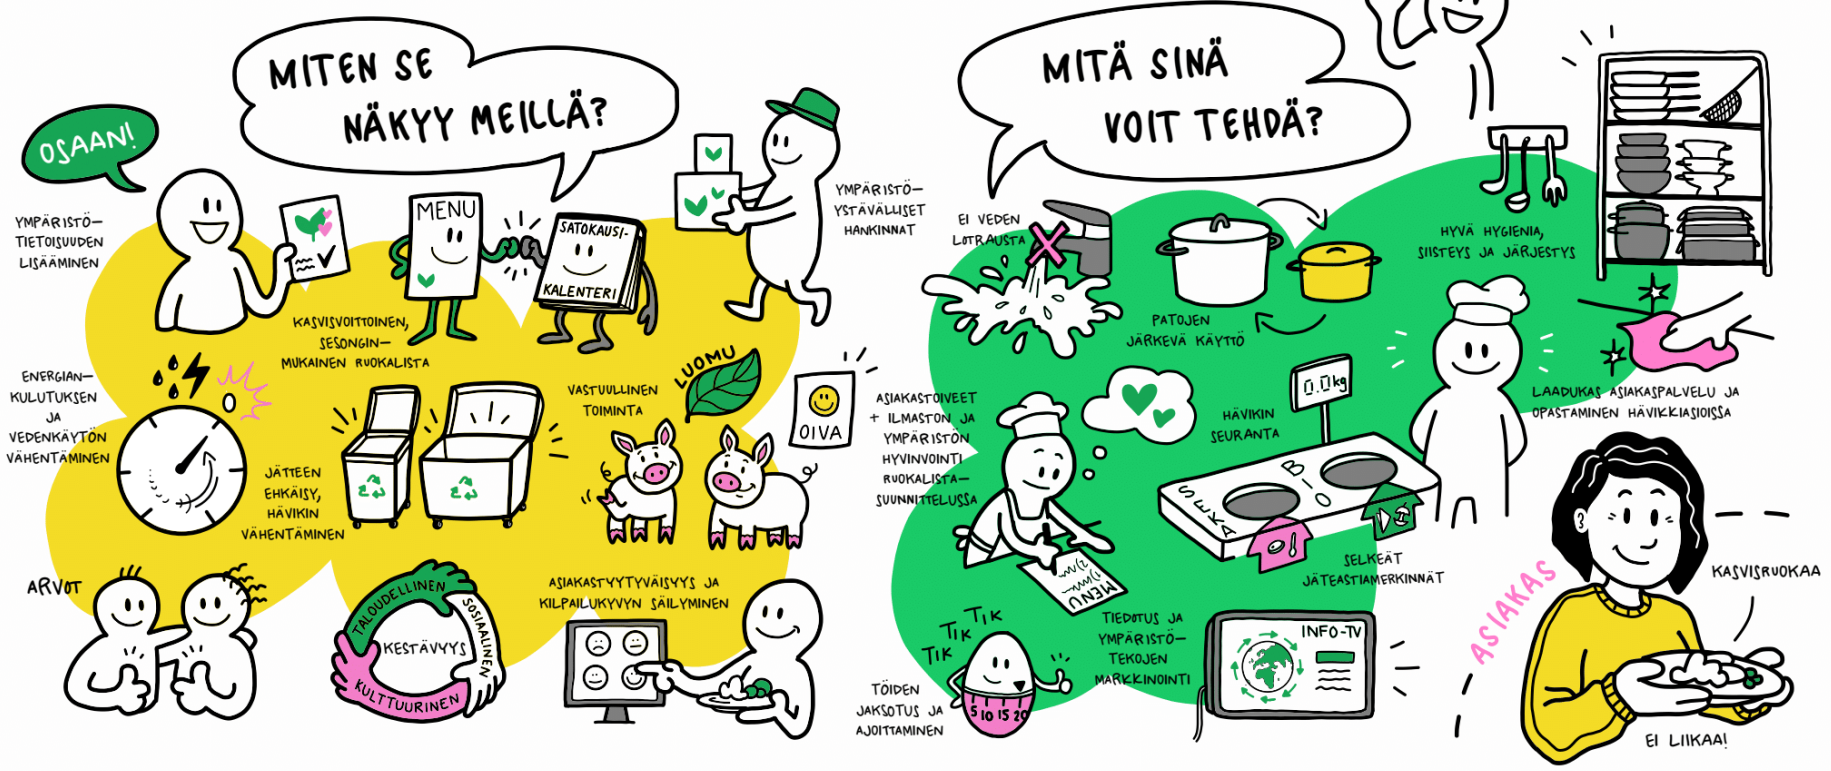 MITEN SE
NÄKYY MEILLÄ?
OSAAN!
YMPÄRISTÖ-
TIETOISUUDEN
LISÄÄMINEN
MENU
SATOKAUSI-
KALENTERI
KASVISVOITTOINEN,
SESONGIN-
MUKAINEN RUOKALISTA
YMPÄRISTÖ-
YSTÄVÄLLISET
HANKINNAT
ENERGIAN-
KULUTUKSEN
JA
VEDENKÄYTÖN
VÄHENTÄMINEN
JÄTTEEN
EHKÄISY,
HÄVIKIN
VÄHENTÄMINEN
VASTUULLINEN
TOIMINTA
LUOMU
OIVA
ARVOT
TALOUDELLINEN
SOSIAALINEN
KULTTUURINEN
KESTÄVYYS
ASIAKASTYYTYVÄISYYS JA
KILPAILUKYVYN SÄILYMINEN
MITÄ SINÄ
VOIT TEHDÄ?
EI VEDEN
LOTRAUSTA
PATOJEN
JÄRKEVÄ KÄYTTÖ
HYVÄ HYGIENIA,
SIISTEYS JA JÄRJESTYS
ASIAKASTOIVEET
+ ILMASTON JA
YMPÄRISTÖN
HYVINVOINTI
RUOKALISTA-
SUUNNITTELUSSA
MENU
HÄVIKIN
SEURANTA
0.0kg
SEKA
BIO
SELKEÄT
JÄTEASTIAMERKINNÄT
LAADUKAS ASIAKASPALVELU JA
OPASTAMINEN HÄVIKKIASIOISSA
TIK
TIK
TIK
5 10 15 20
TÖIDEN
JAKSOTUS JA
AJOITTAMINEN
TIEDOTUS JA
YMPÄRISTÖ-
TEKOJEN
MARKKINOINTI
INFO-TV
ASIAKAS
KASVISRUOKAA
EI LIIKAA!